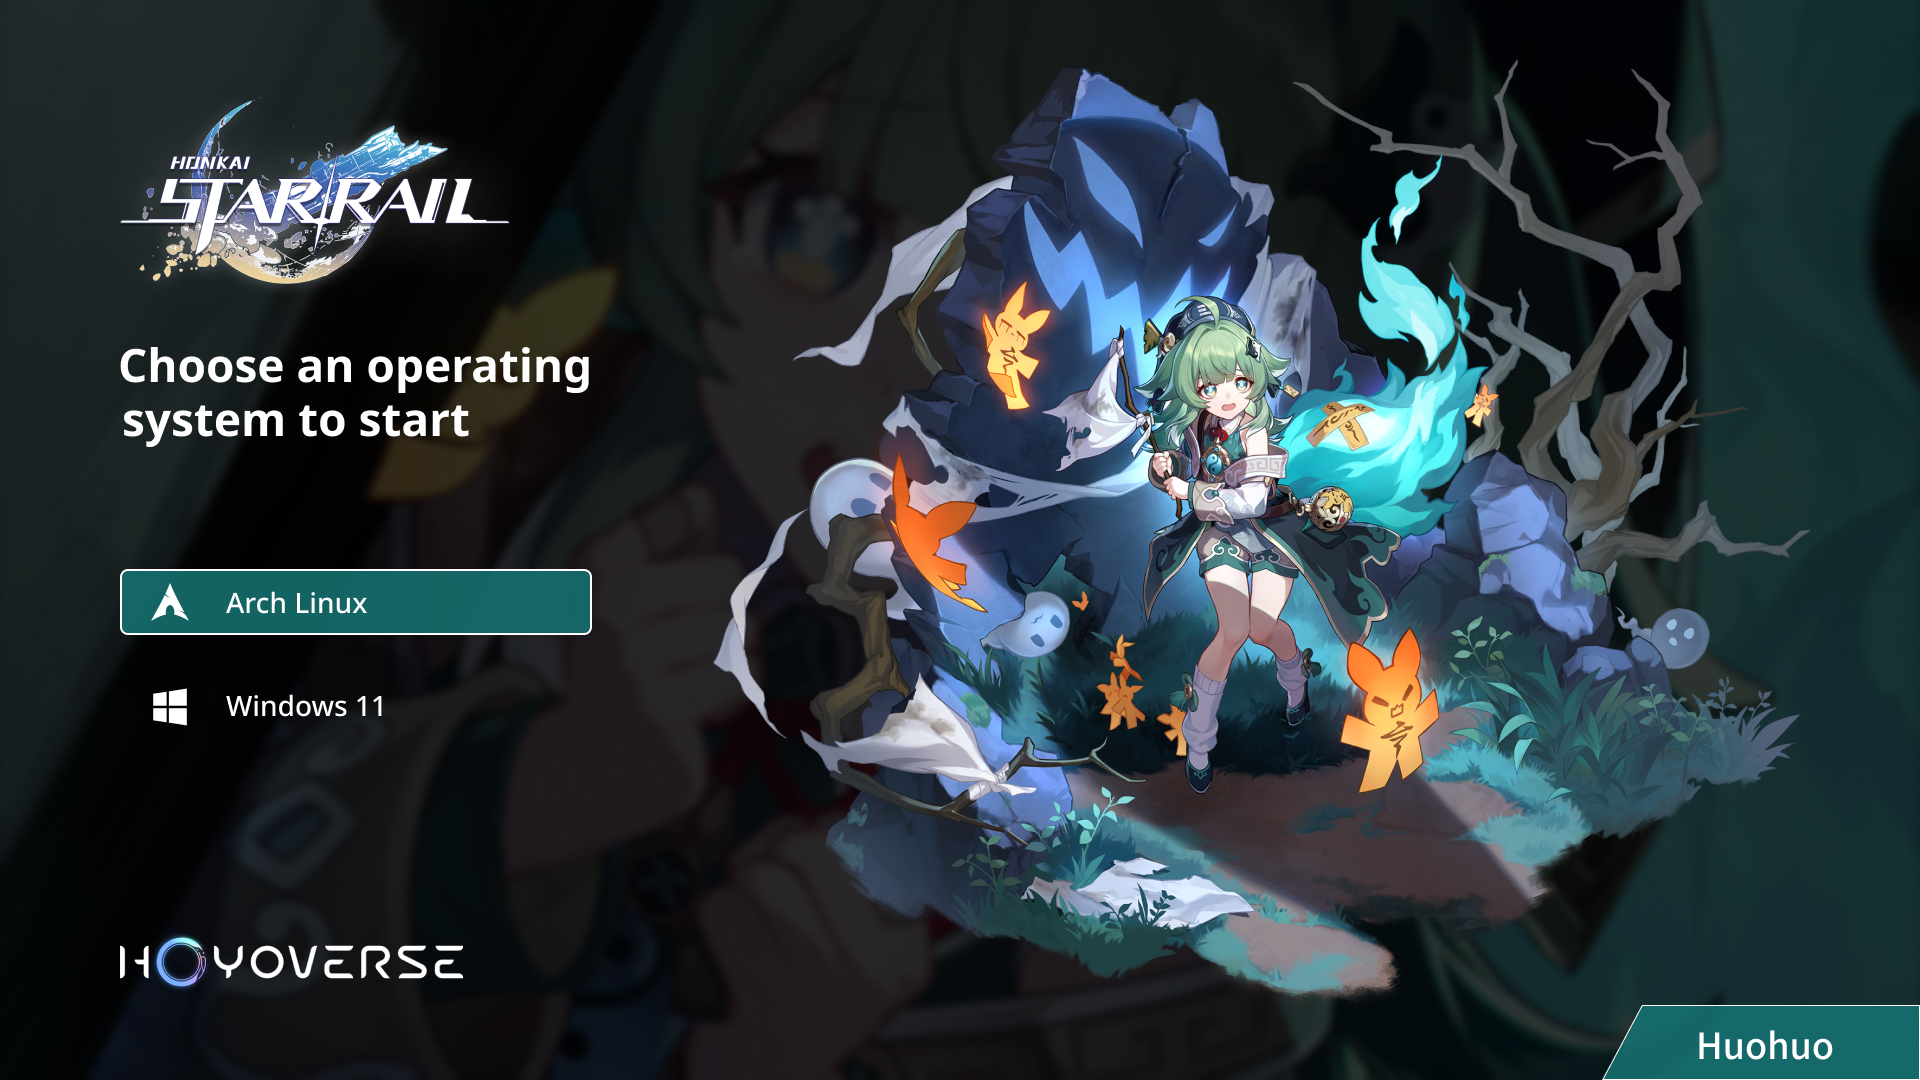 HONKAI
STAR RAIL
Choose an operating
system to start
Arch Linux
Windows 11
HOYOVERSE
Huohuo